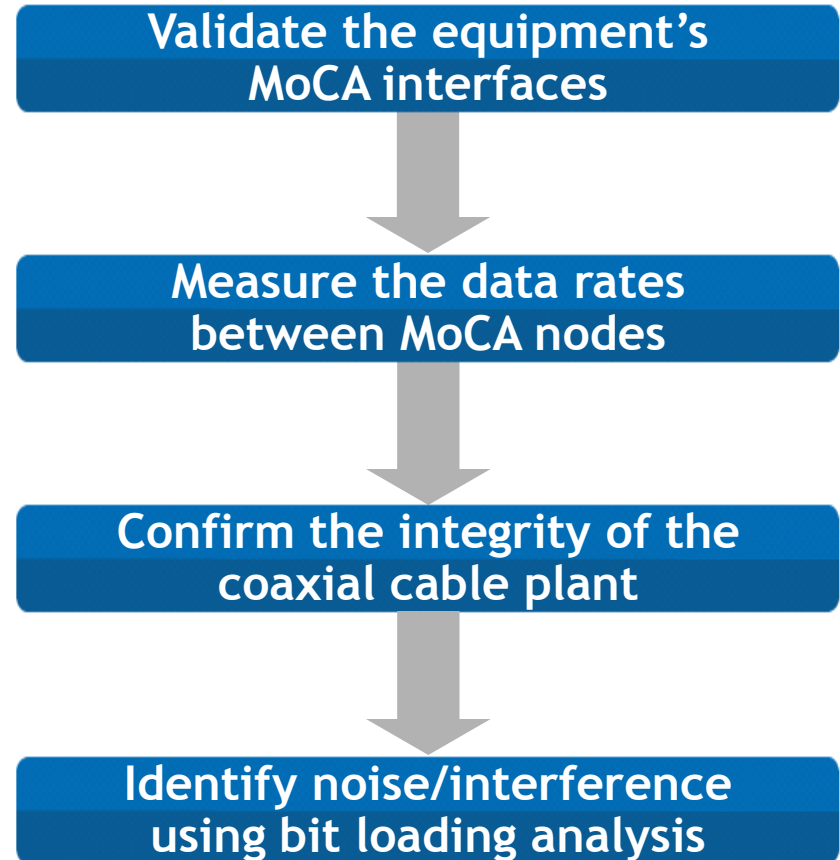 Validate the equipment’s
MoCA interfaces
Measure the data rates
between MoCA nodes
Confirm the integrity of the
coaxial cable plant
Identify noise/interference
using bit loading analysis